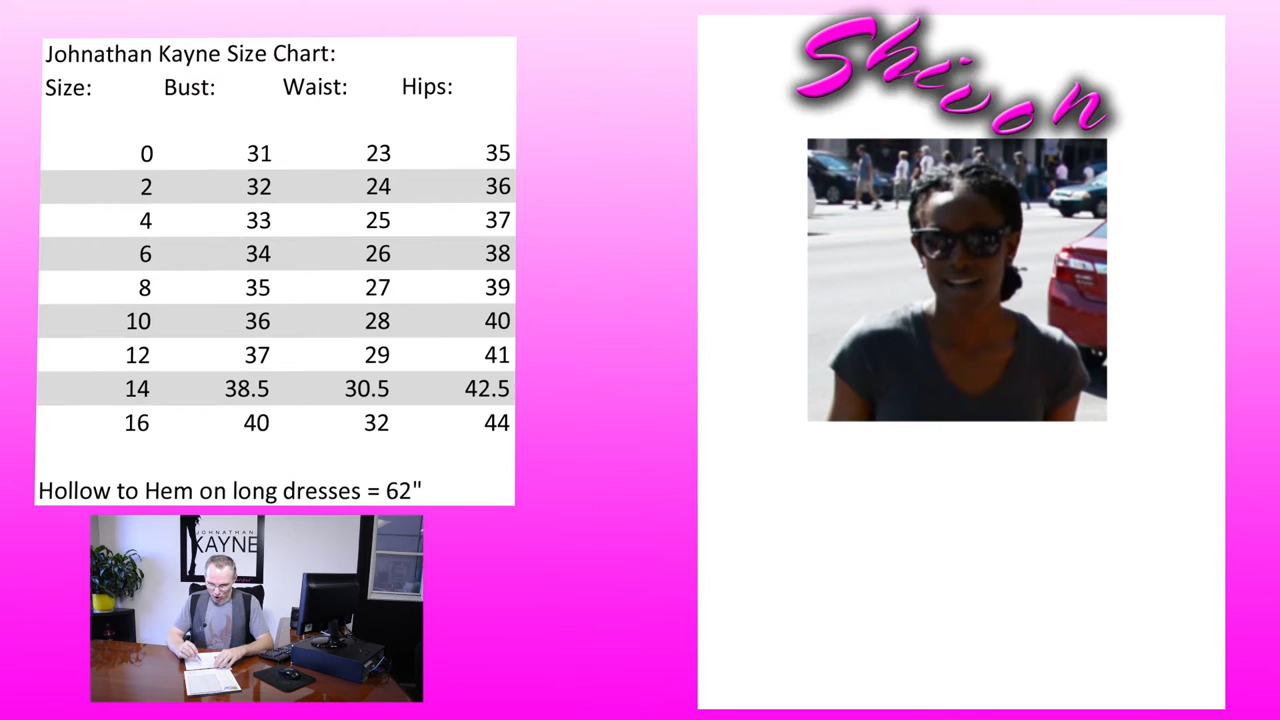 Johnathan Kayne Size Chart:
Size: Bust: Waist: Hips:
0 31 23 35
2 32 24 36
4 33 25 37
6 34 26 38
8 35 27 39
10 36 28 40
12 37 29 41
14 38.5 30.5 42.5
16 40 32 44
Hollow to Hem on long dresses = 62"
Shivon
JOHNATHAN
KAYNE